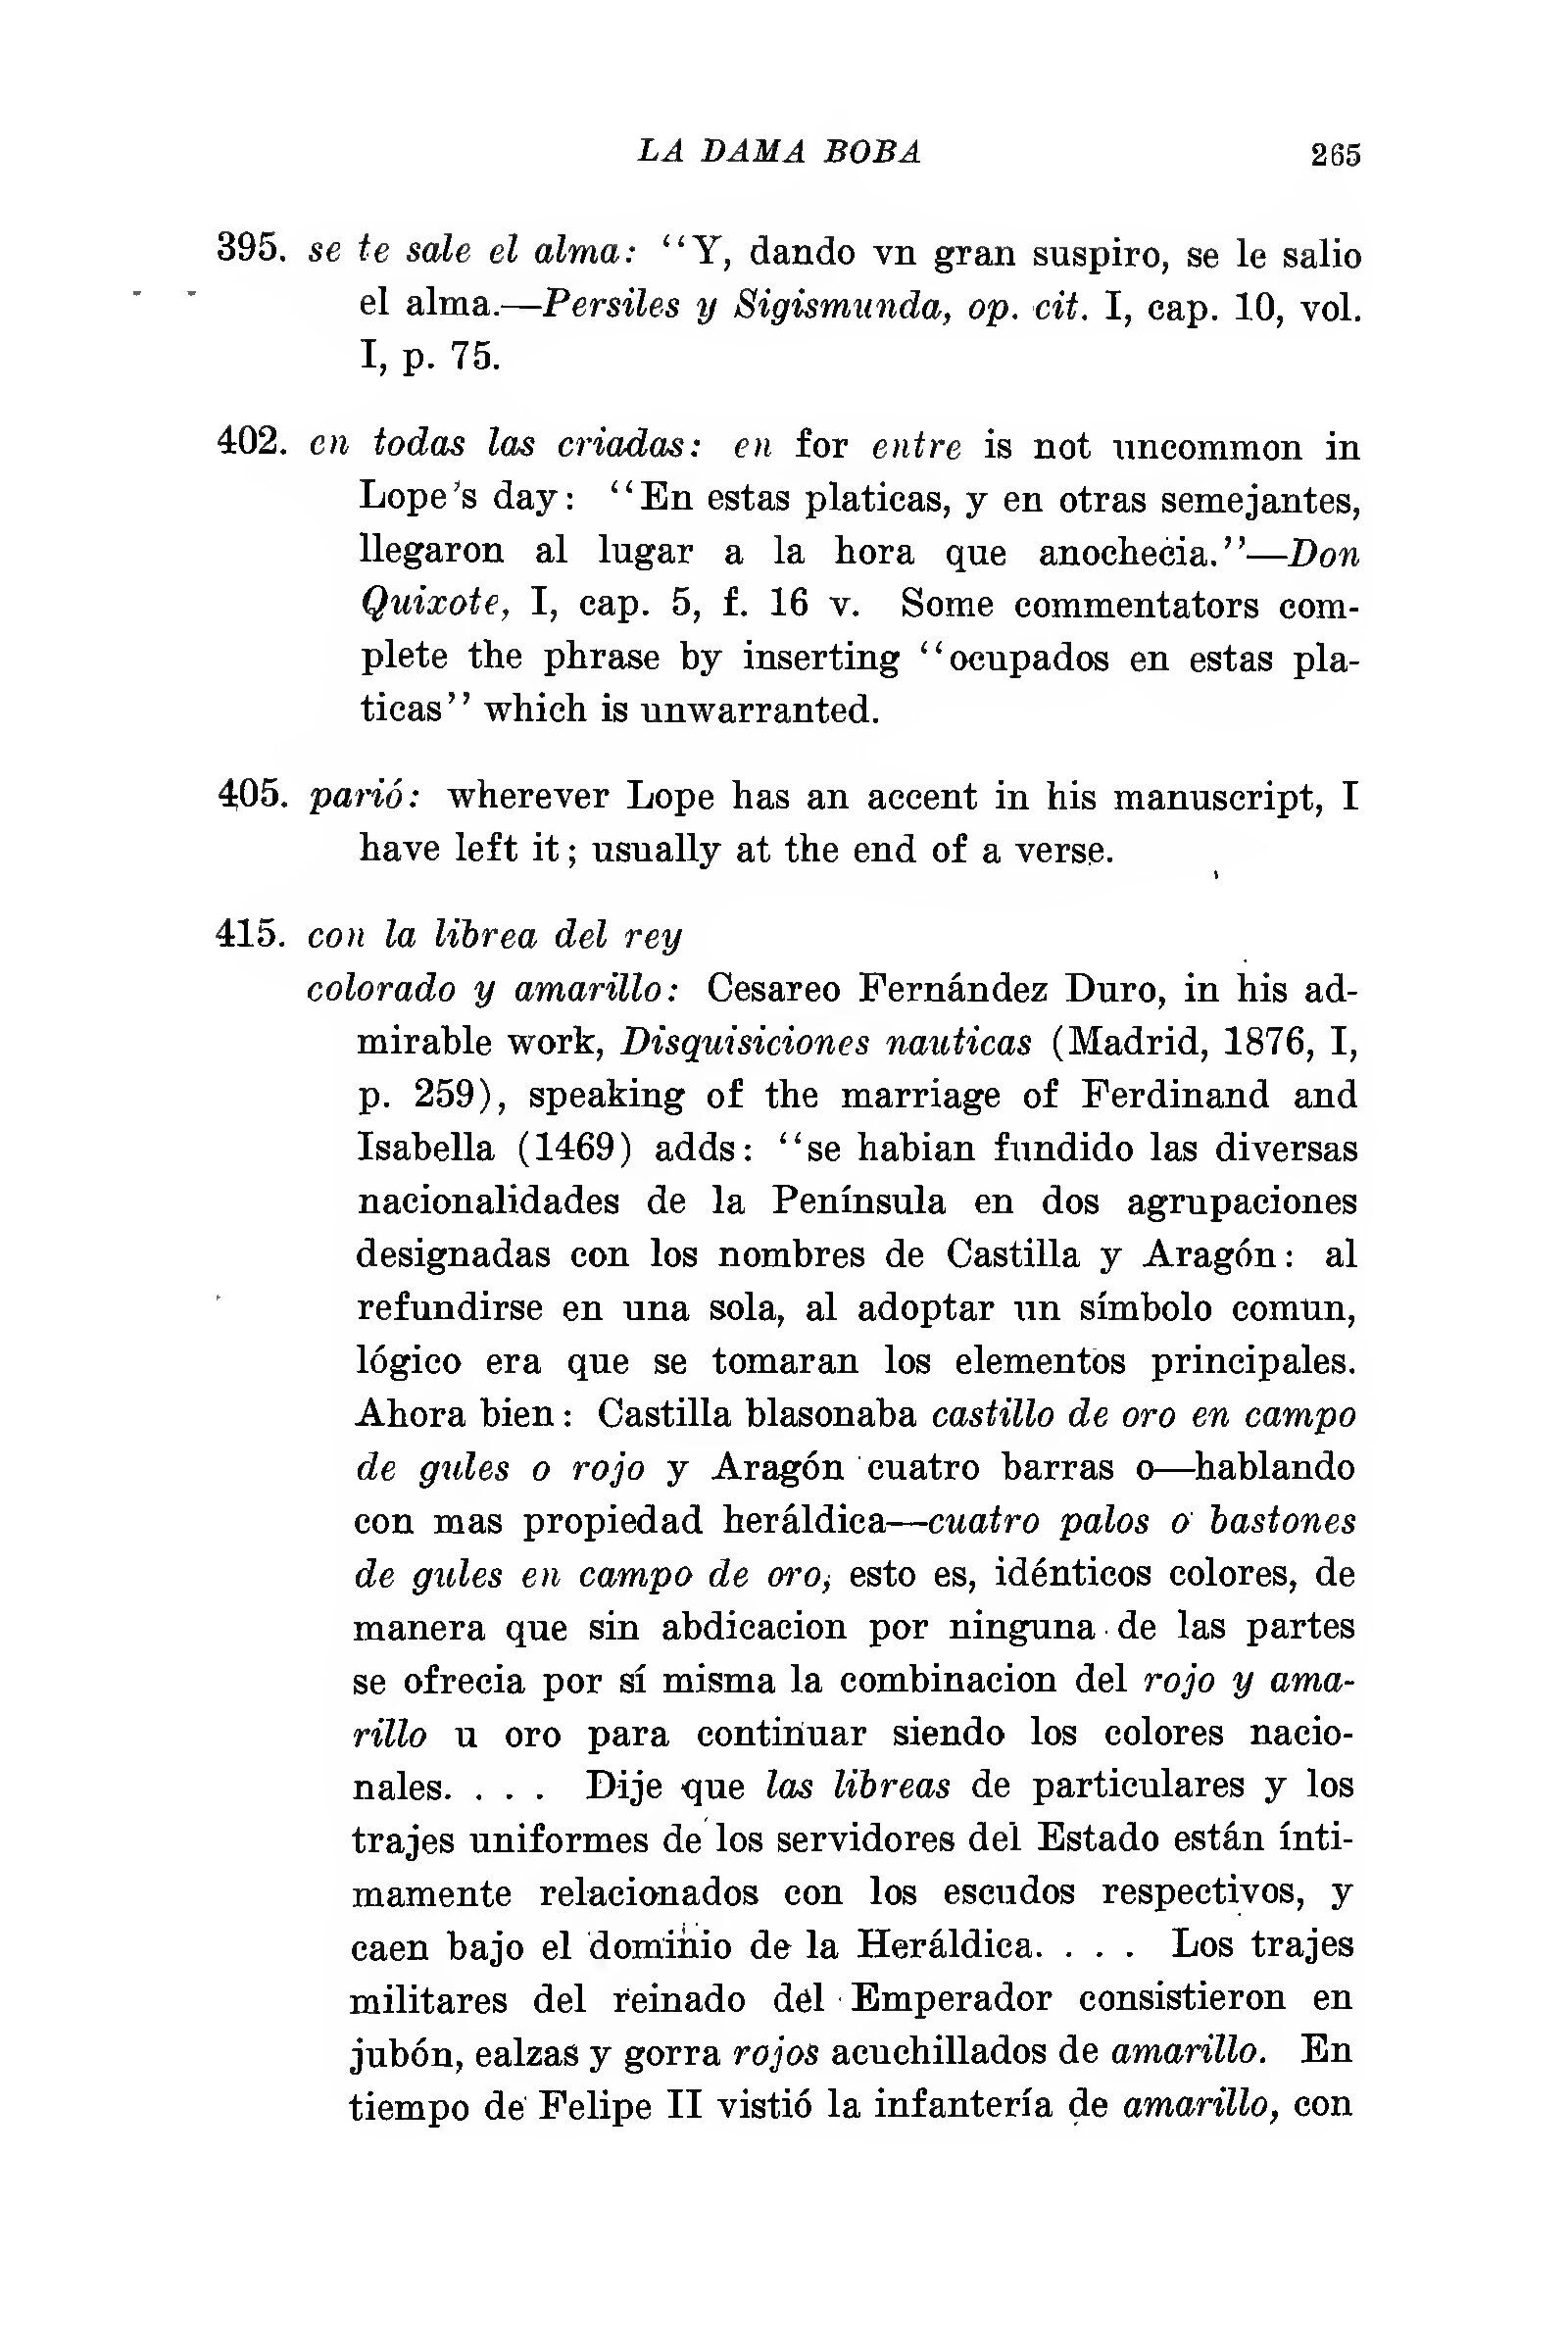 LA DAMA BOBA 265
395. se te sale el alma: “Y, dando vn gran suspiro, se le salio
el alma.—Persiles y Sigismunda, op. cit. I, cap. 10, vol.
I, p. 75.
402. en todas las criadas: en for entre is not uncommon in
Lope's day: “En estas platicas, y en otras semejantes,
llegaron al lugar a la hora que anochecia.”—Don
Quixote, I, cap. 5, f. 16 v. Some commentators com-
plete the phrase by inserting “ocupados en estas pla-
ticas” which is unwarranted.
405. parió: wherever Lope has an accent in his manuscript, I
have left it; usually at the end of a verse.
415. con la librea del rey
colorado y amarillo: Cesareo Fernández Duro, in his ad-
mirable work, Disquisiciones nauticas (Madrid, 1876, I,
p. 259), speaking of the marriage of Ferdinand and
Isabella (1469) adds: “se habian fundido las diversas
nacionalidades de la Península en dos agrupaciones
designadas con los nombres de Castilla y Aragón: al
refundirse en una sola, al adoptar un símbolo comun,
lógico era que se tomaran los elementos principales.
Ahora bien: Castilla blasonaba castillo de oro en campo
de gules o rojo y Aragón cuatro barras o—hablando
con mas propiedad heráldica—cuatro palos o bastones
de gules en campo de oro, esto es, idénticos colores, de
manera que sin abdicacion por ninguna de las partes
se ofrecia por sí misma la combinacion del rojo y ama-
rillo u oro para continuar siendo los colores nacio-
nales. . . . Dije que las libreas de particulares y los
trajes uniformes de los servidores del Estado están ínti-
mamente relacionados con los escudos respectivos, y
caen bajo el dominio de la Heráldica. . . . Los trajes
militares del reinado del Emperador consistieron en
jubón, ealzas y gorra rojos acuchillados de amarillo. En
tiempo de Felipe II vistió la infantería de amarillo, con